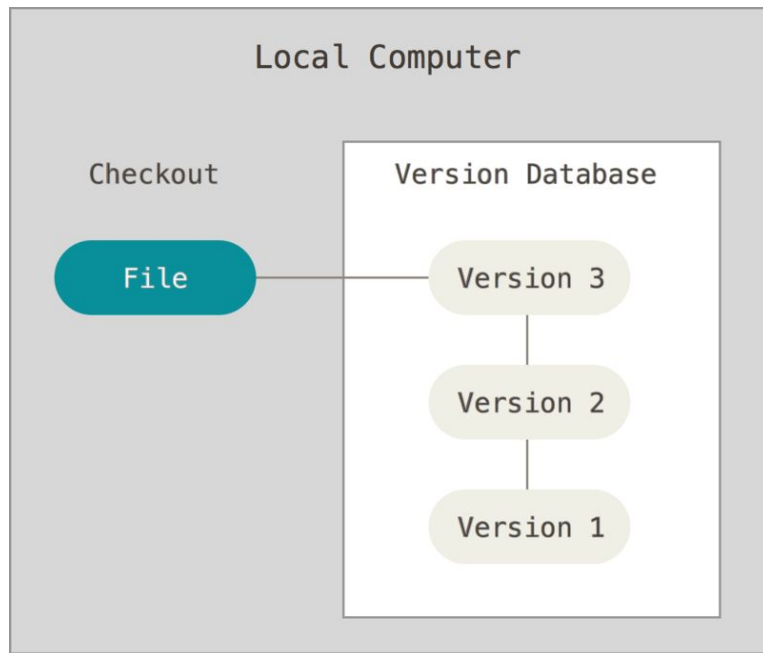 Local Computer
Checkout
Version Database
File
Version 3
Version 2
Version 1